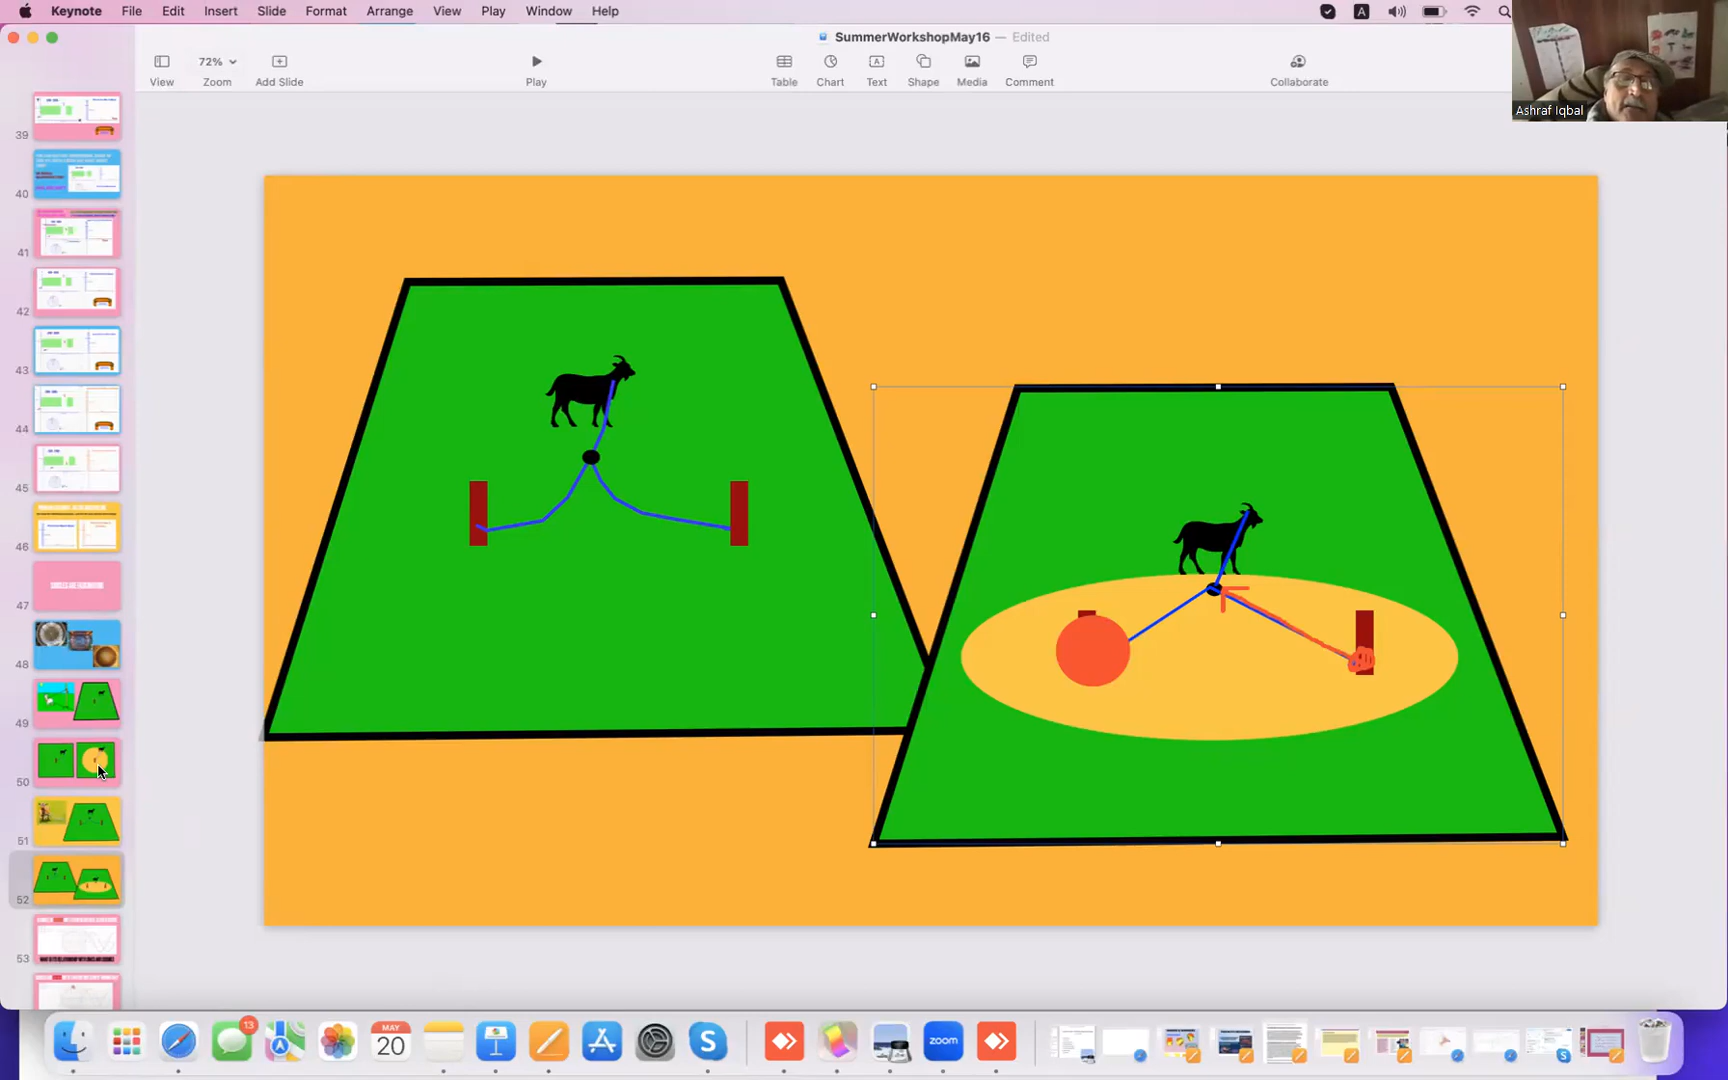 Keynote File Edit Insert Slide Format Arrange View Play Window Help
A
Ashraf Iqbal
SummerWorkshopMay16 — Edited
72%
View Zoom Add Slide Play Table Chart Text Shape Media Comment Collaborate
39
40
41
42
43
44
45
46
47
48
49
50
51
52
53
13
MAY
20
zoom